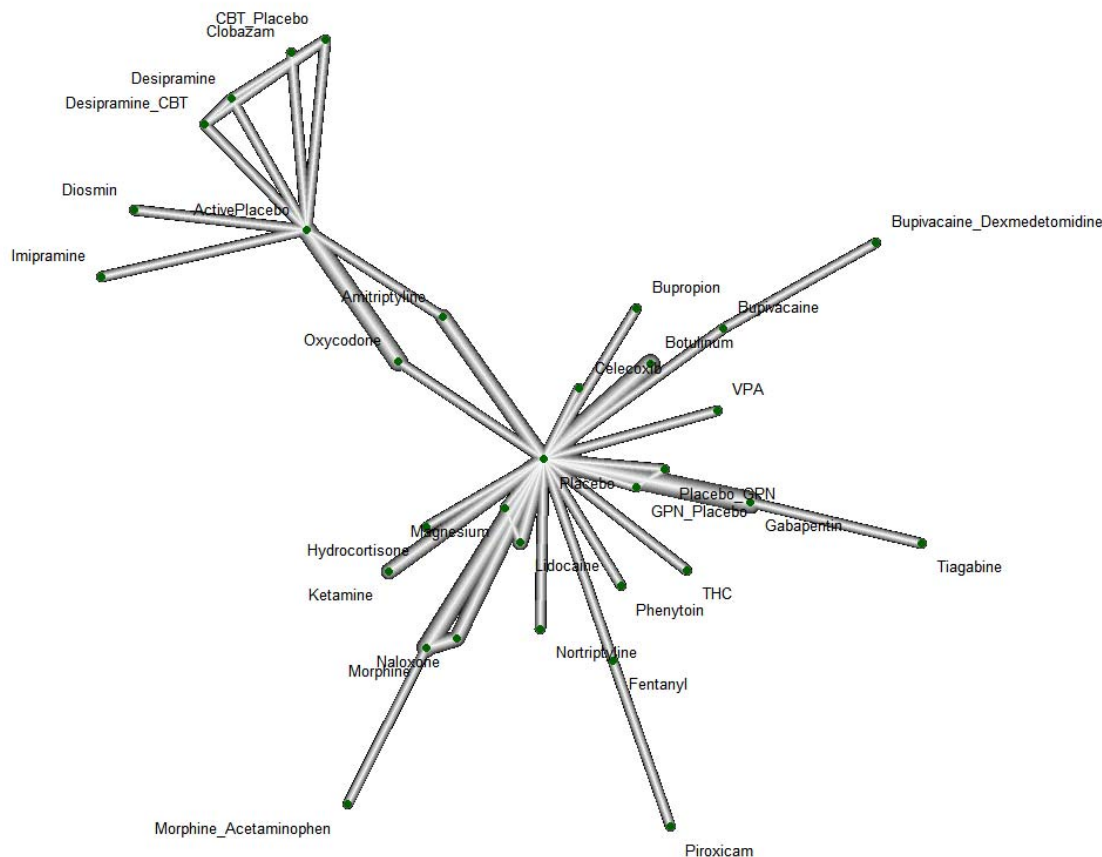 CBT_Placebo
Clobazam
Desipramine
Desipramine_CBT
Diosmin
ActivePlacebo
Bupivacaine_Dexmedetomidine
Imipramine
Bupropion
Amitriptyline
Bupivacaine
Oxycodone
Botulinum
Celecoxib
VPA
Placebo
Placebo_GPN
GPN_Placebo
Gabapentin
Magnesium
Hydrocortisone
Lidocaine
Tiagabine
Ketamine
THC
Phenytoin
Nortriptyline
Naloxone
Morphine
Fentanyl
Morphine_Acetaminophen
Piroxicam